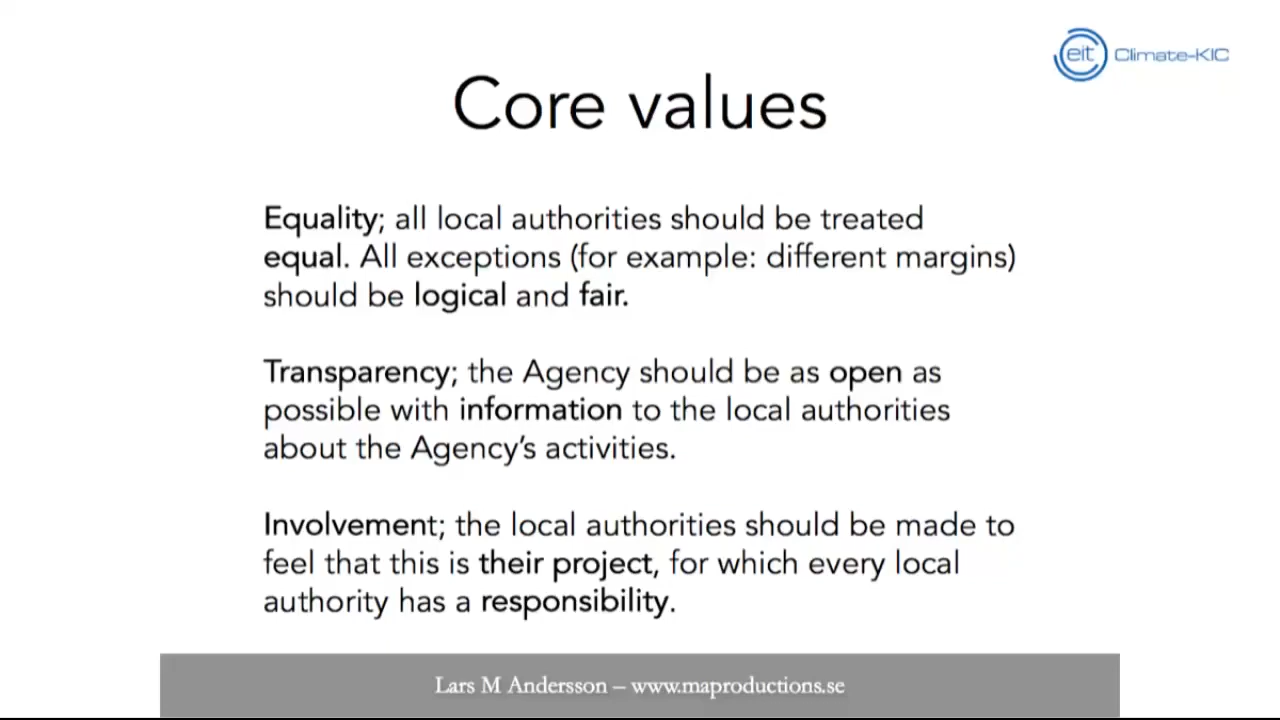 eit Climate-KIC
Core values
Equality; all local authorities should be treated
equal. All exceptions (for example: different margins)
should be logical and fair.
Transparency; the Agency should be as open as
possible with information to the local authorities
about the Agency’s activities.
Involvement; the local authorities should be made to
feel that this is their project, for which every local
authority has a responsibility.
Lars M Andersson – www.maproductions.se